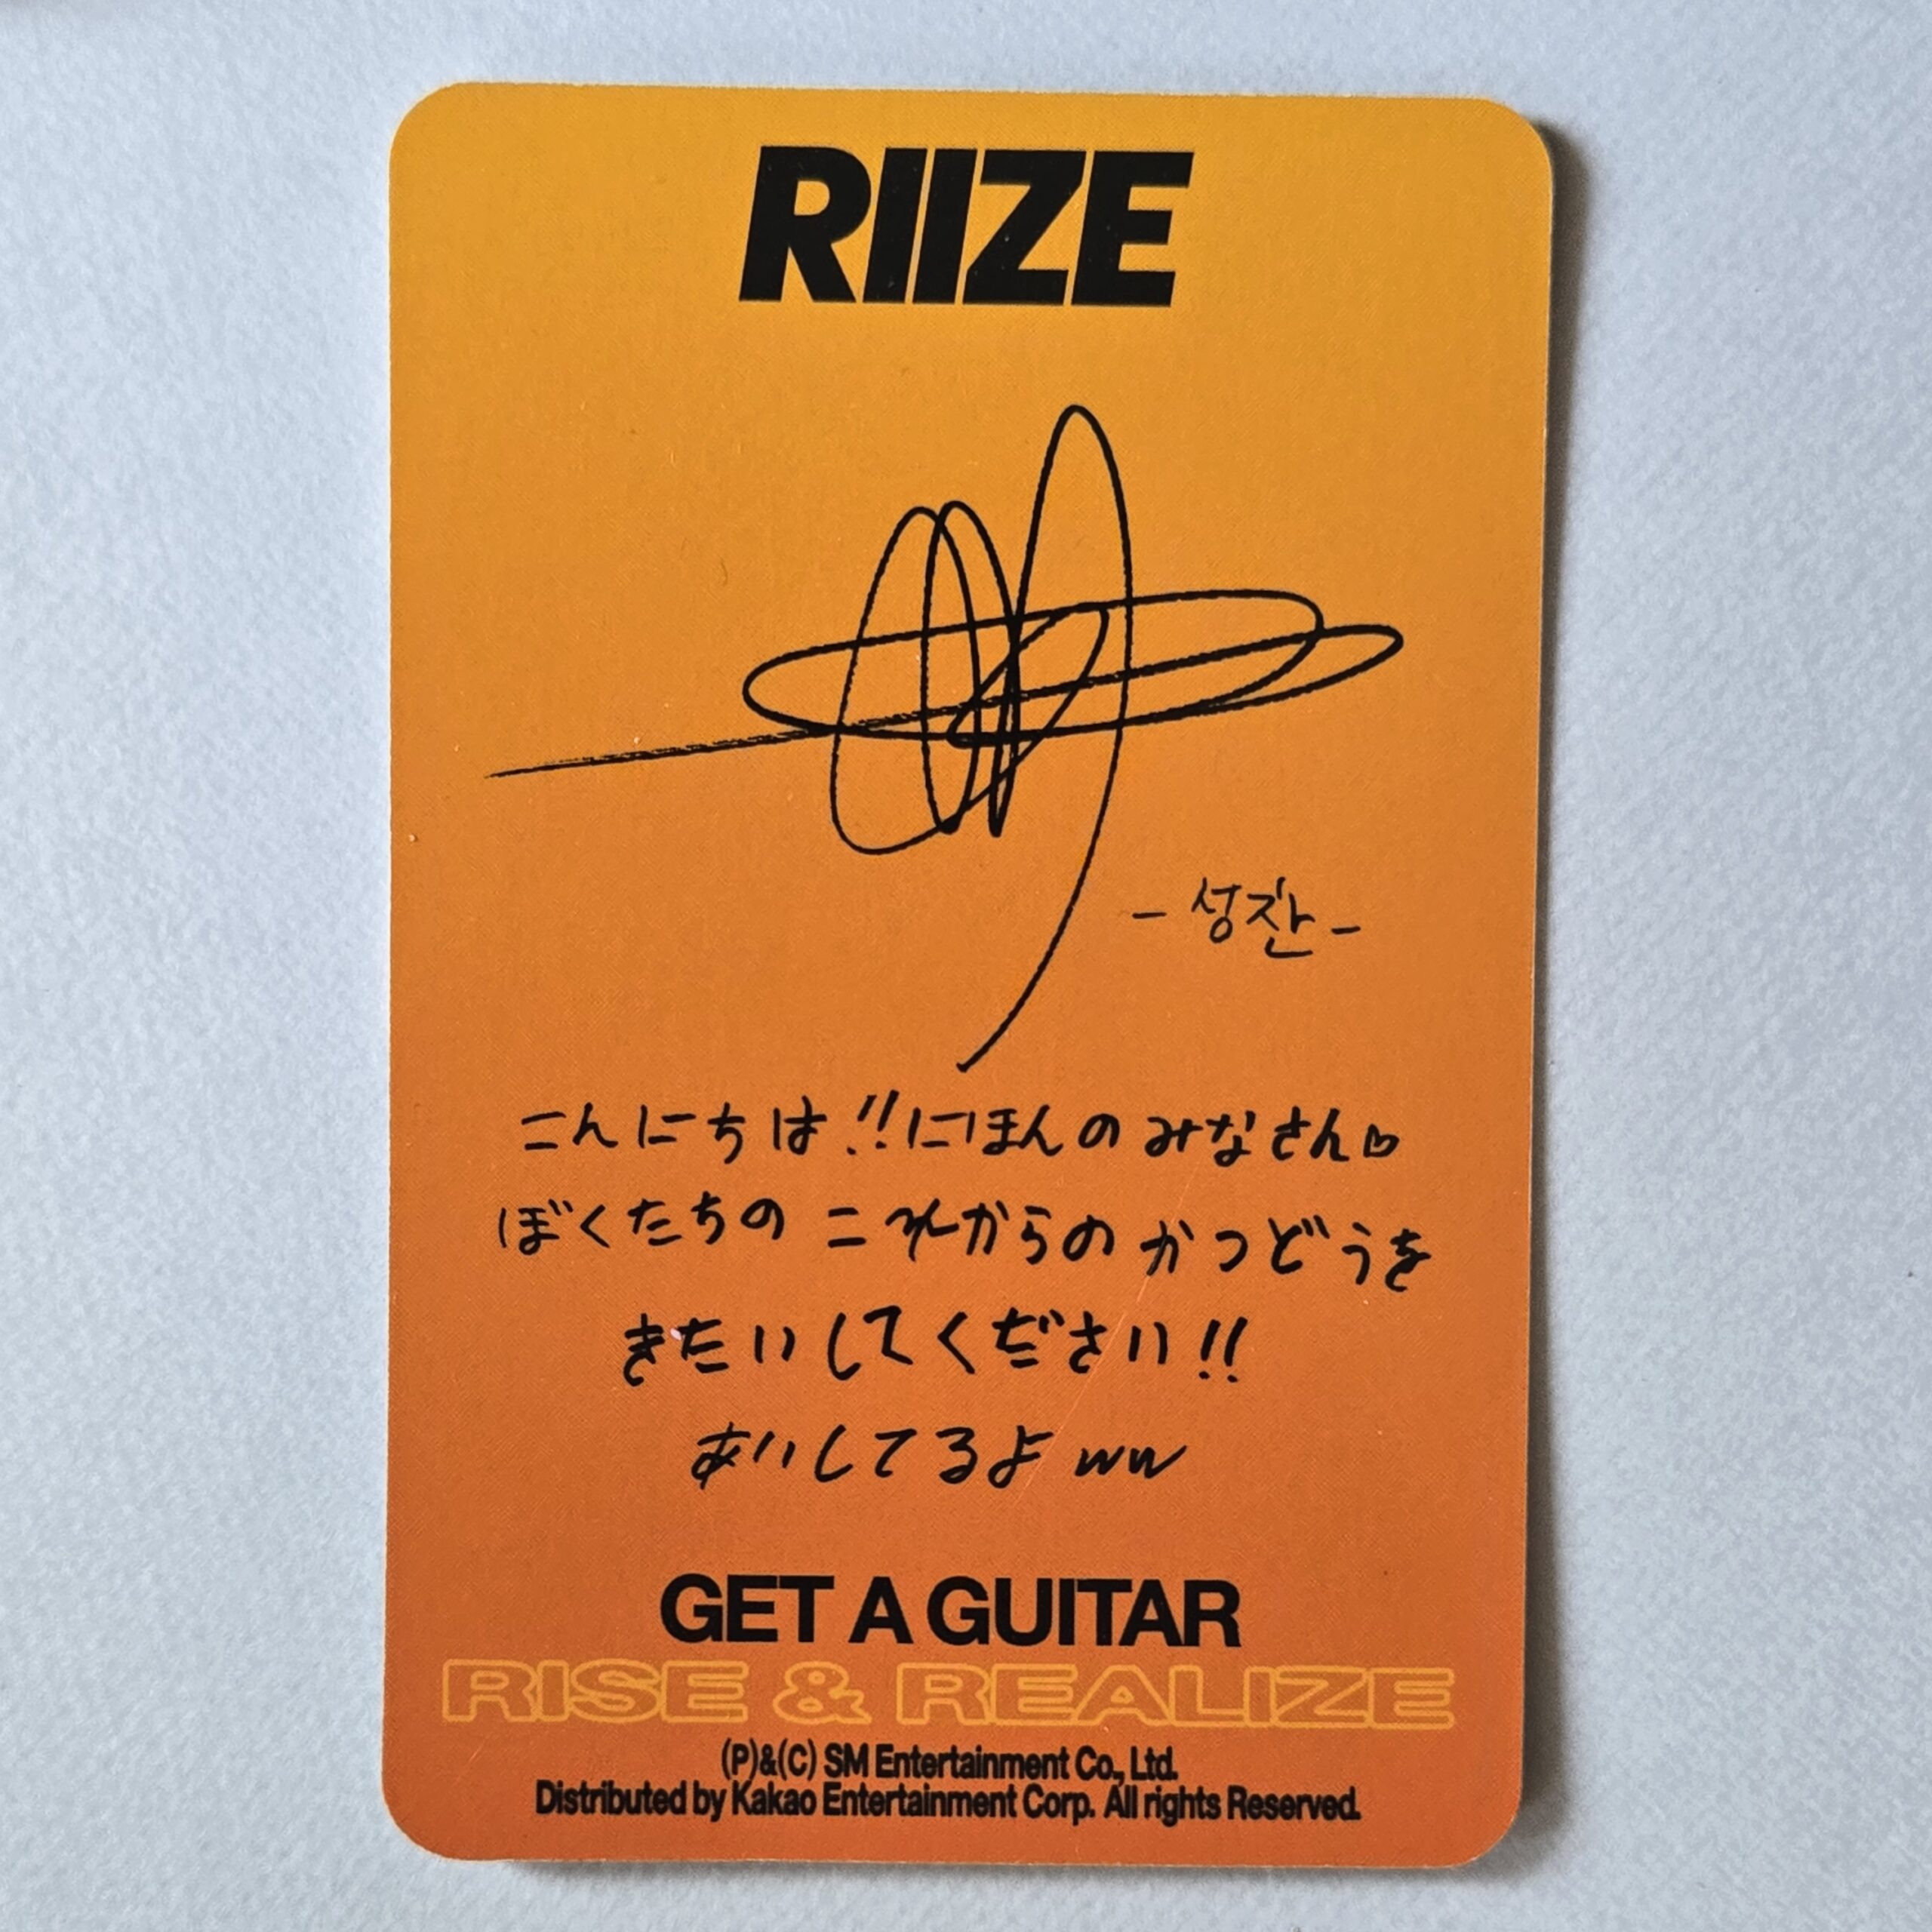 RIIZE
- 성찬 -
こんにちは!!にほんのみなさん♡
ぼくたちの これからの かつどうを
きたいしてください!!
あいしてるよ ww
GET A GUITAR
RISE & REALIZE
(P)&(C) SM Entertainment Co., Ltd.
Distributed by Kakao Entertainment Corp. All rights Reserved.